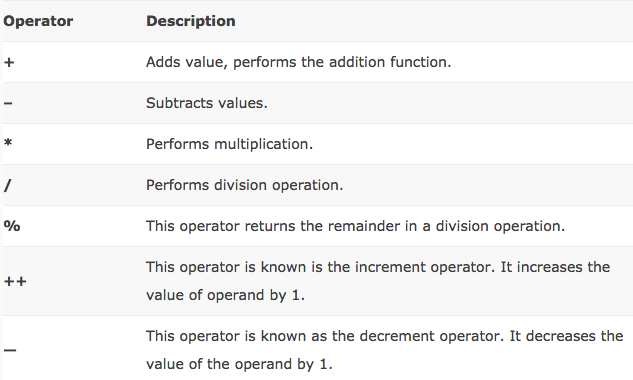 Operator Description
+ Adds value, performs the addition function.
– Subtracts values.
* Performs multiplication.
/ Performs division operation.
% This operator returns the remainder in a division operation.
++ This operator is known is the increment operator. It increases the
value of operand by 1.
— This operator is known as the decrement operator. It decreases the
value of the operand by 1.